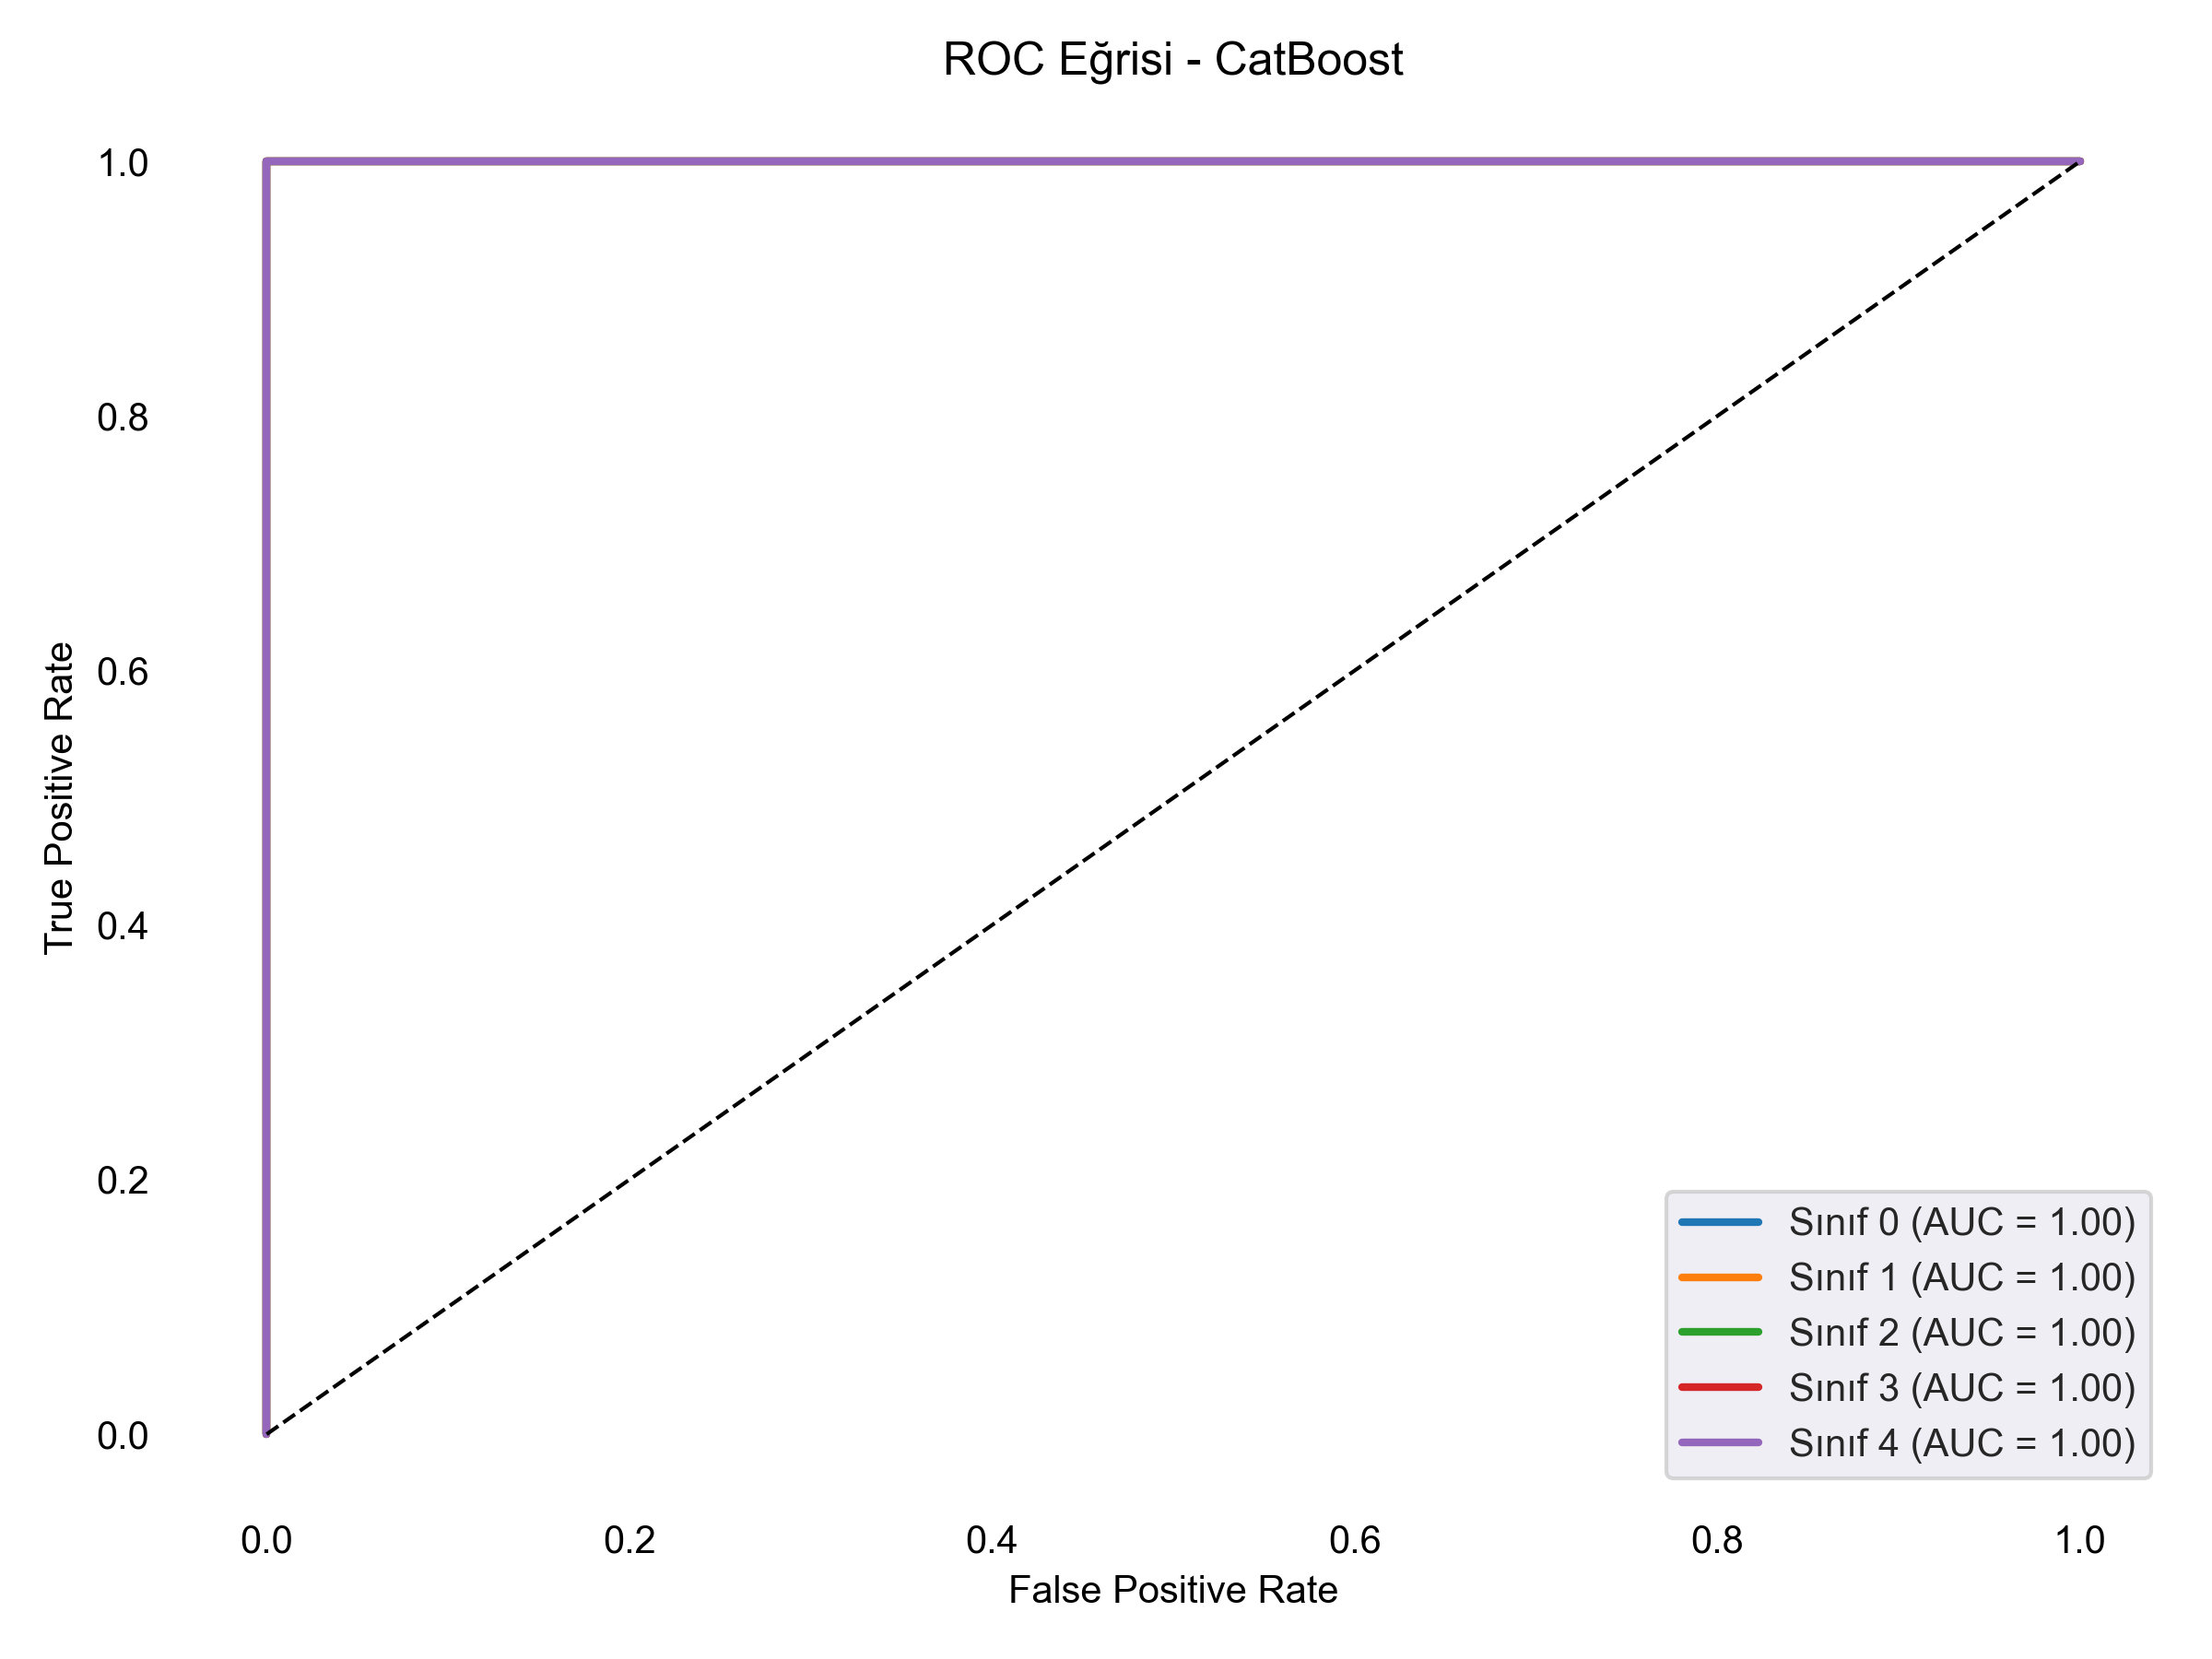 ROC Eğrisi - CatBoost
True Positive Rate
1.0
0.8
0.6
0.4
0.2
0.0
Sınıf 0 (AUC = 1.00)
Sınıf 1 (AUC = 1.00)
Sınıf 2 (AUC = 1.00)
Sınıf 3 (AUC = 1.00)
Sınıf 4 (AUC = 1.00)
0.0 0.2 0.4 0.6 0.8 1.0
False Positive Rate